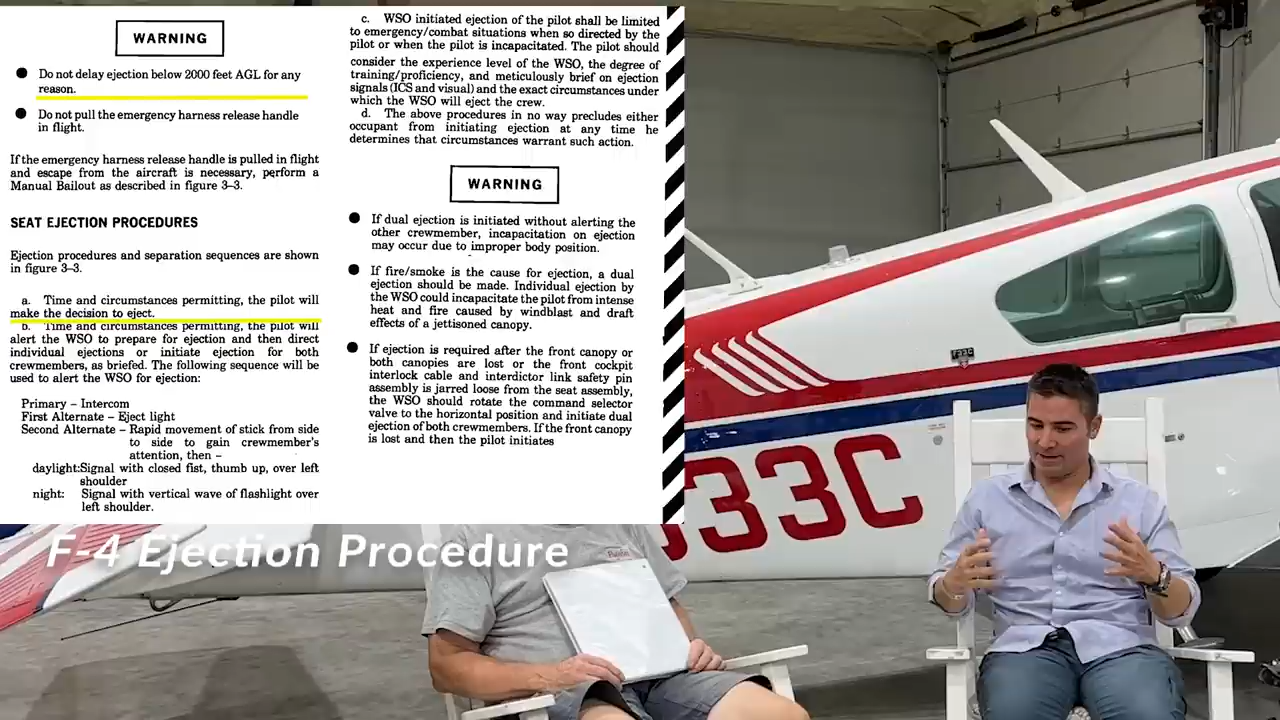 WARNING
Do not delay ejection below 2000 feet AGL for any
reason.
Do not pull the emergency harness release handle
in flight.
If the emergency harness release handle is pulled in flight
and escape from the aircraft is necessary, perform a
Manual Bailout as described in figure 3–3.
SEAT EJECTION PROCEDURES
Ejection procedures and separation sequences are shown
in figure 3–3.
a. Time and circumstances permitting, the pilot will
make the decision to eject.
b. Time and circumstances permitting, the pilot will
alert the WSO to prepare for ejection and then direct
individual ejections or initiate ejection for both
crewmembers, as briefed. The following sequence will be
used to alert the WSO for ejection:
Primary – Intercom
First Alternate – Eject light
Second Alternate – Rapid movement of stick from side
to side to gain crewmember's
attention, then –
daylight:Signal with closed fist, thumb up, over left
shoulder
night: Signal with vertical wave of flashlight over
left shoulder.
c. WSO initiated ejection of the pilot shall be limited
to emergency/combat situations when so directed by the
pilot or when the pilot is incapacitated. The pilot should
consider the experience level of the WSO, the degree of
training/proficiency, and meticulously brief on ejection
signals (ICS and visual) and the exact circumstances under
which the WSO will eject the crew.
d. The above procedures in no way precludes either
occupant from initiating ejection at any time he
determines that circumstances warrant such action.
WARNING
If dual ejection is initiated without alerting the
other crewmember, incapacitation on ejection
may occur due to improper body position.
If fire/smoke is the cause for ejection, a dual
ejection should be made. Individual ejection by
the WSO could incapacitate the pilot from intense
heat and fire caused by windblast and draft
effects of a jettisoned canopy.
If ejection is required after the front canopy or
both canopies are lost or the front cockpit
interlock cable and interdictor link safety pin
assembly is jarred loose from the seat assembly,
the WSO should rotate the command selector
valve to the horizontal position and initiate dual
ejection of both crewmembers. If the front canopy
is lost and then the pilot initiates
F-4 Ejection Procedure
F33C
33C